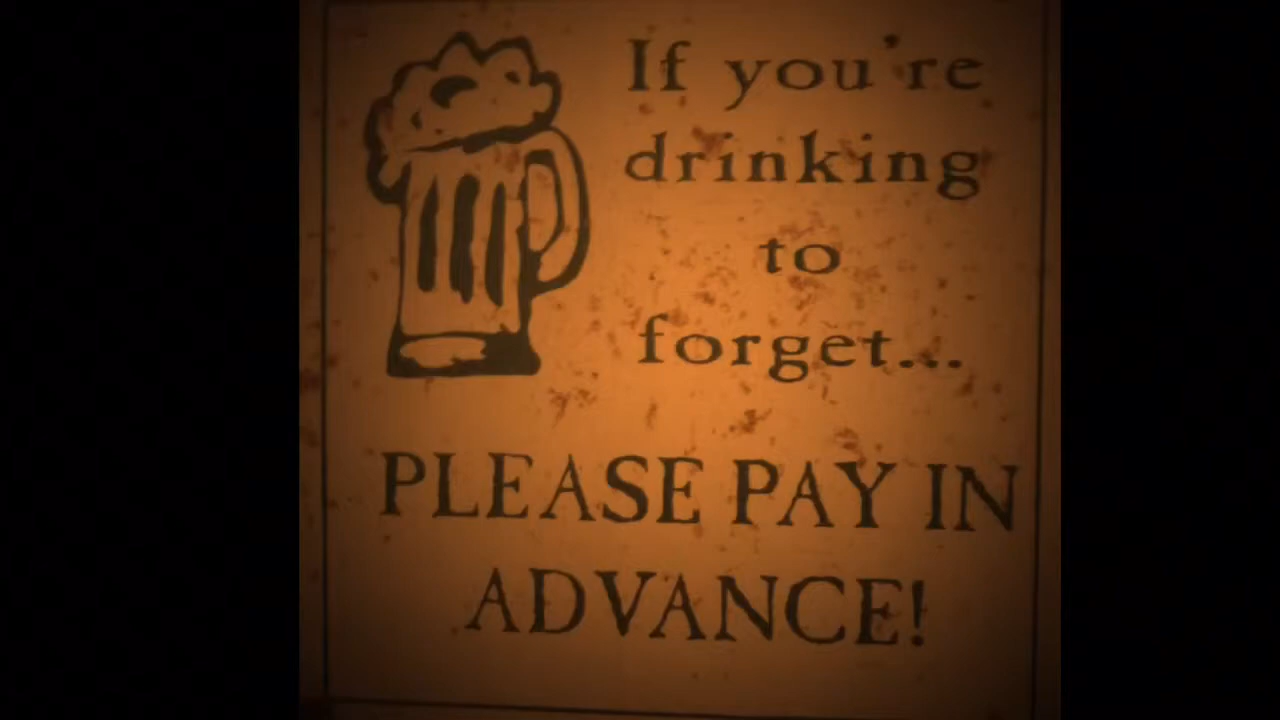 If you're
drinking
to
forget...
PLEASE PAY IN
ADVANCE!